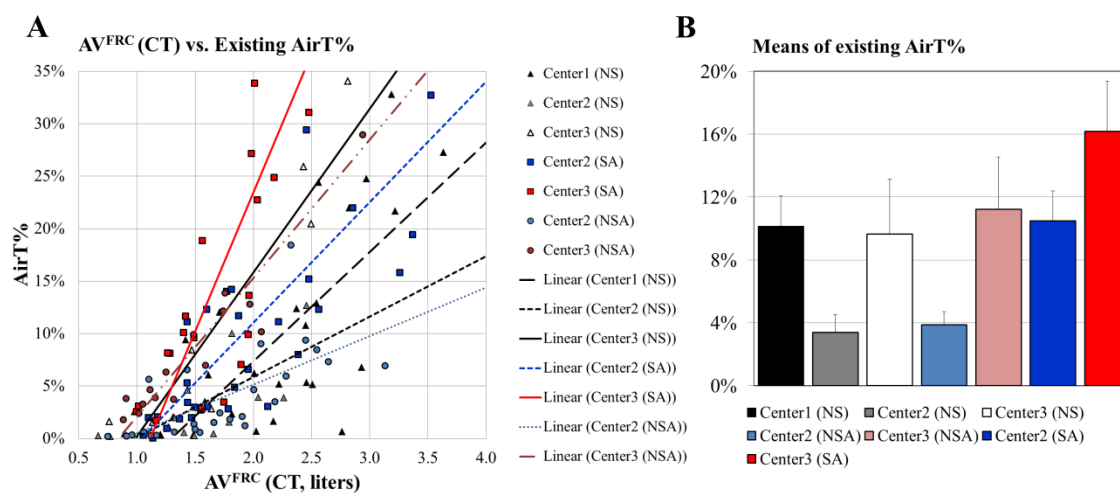 A
AV^FRC (CT) vs. Existing AirT%
35%
30%
25%
20%
15%
10%
5%
0%
AirT%
0.5 1.0 1.5 2.0 2.5 3.0 3.5 4.0
AV^FRC (CT, liters)
Center1 (NS)
Center2 (NS)
Center3 (NS)
Center2 (SA)
Center3 (SA)
Center2 (NSA)
Center3 (NSA)
Linear (Center1 (NS))
Linear (Center2 (NS))
Linear (Center3 (NS))
Linear (Center2 (SA))
Linear (Center3 (SA))
Linear (Center2 (NSA))
Linear (Center3 (NSA))
B
Means of existing AirT%
20%
16%
12%
8%
4%
0%
Center1 (NS) Center2 (NS) Center3 (NS)
Center2 (NSA) Center3 (NSA) Center2 (SA)
Center3 (SA)